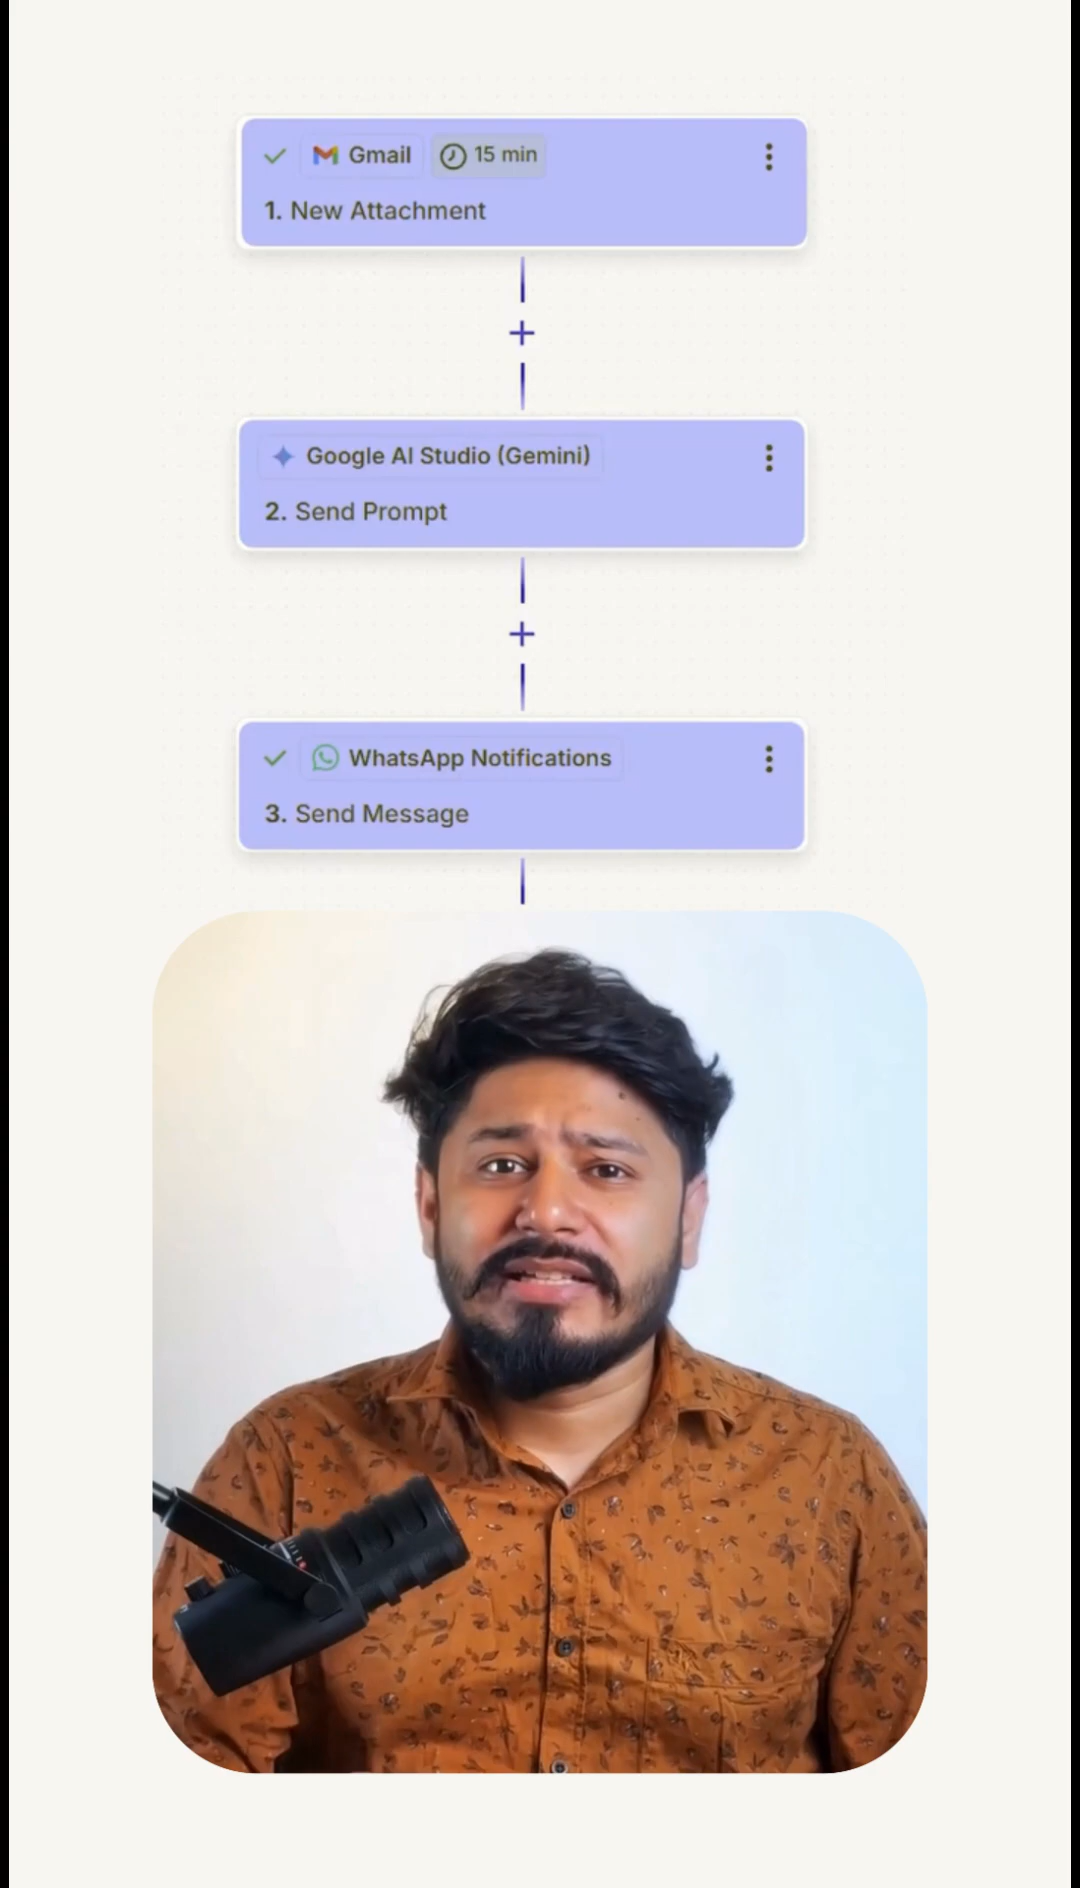 Gmail 15 min
1. New Attachment
Google AI Studio (Gemini)
2. Send Prompt
WhatsApp Notifications
3. Send Message